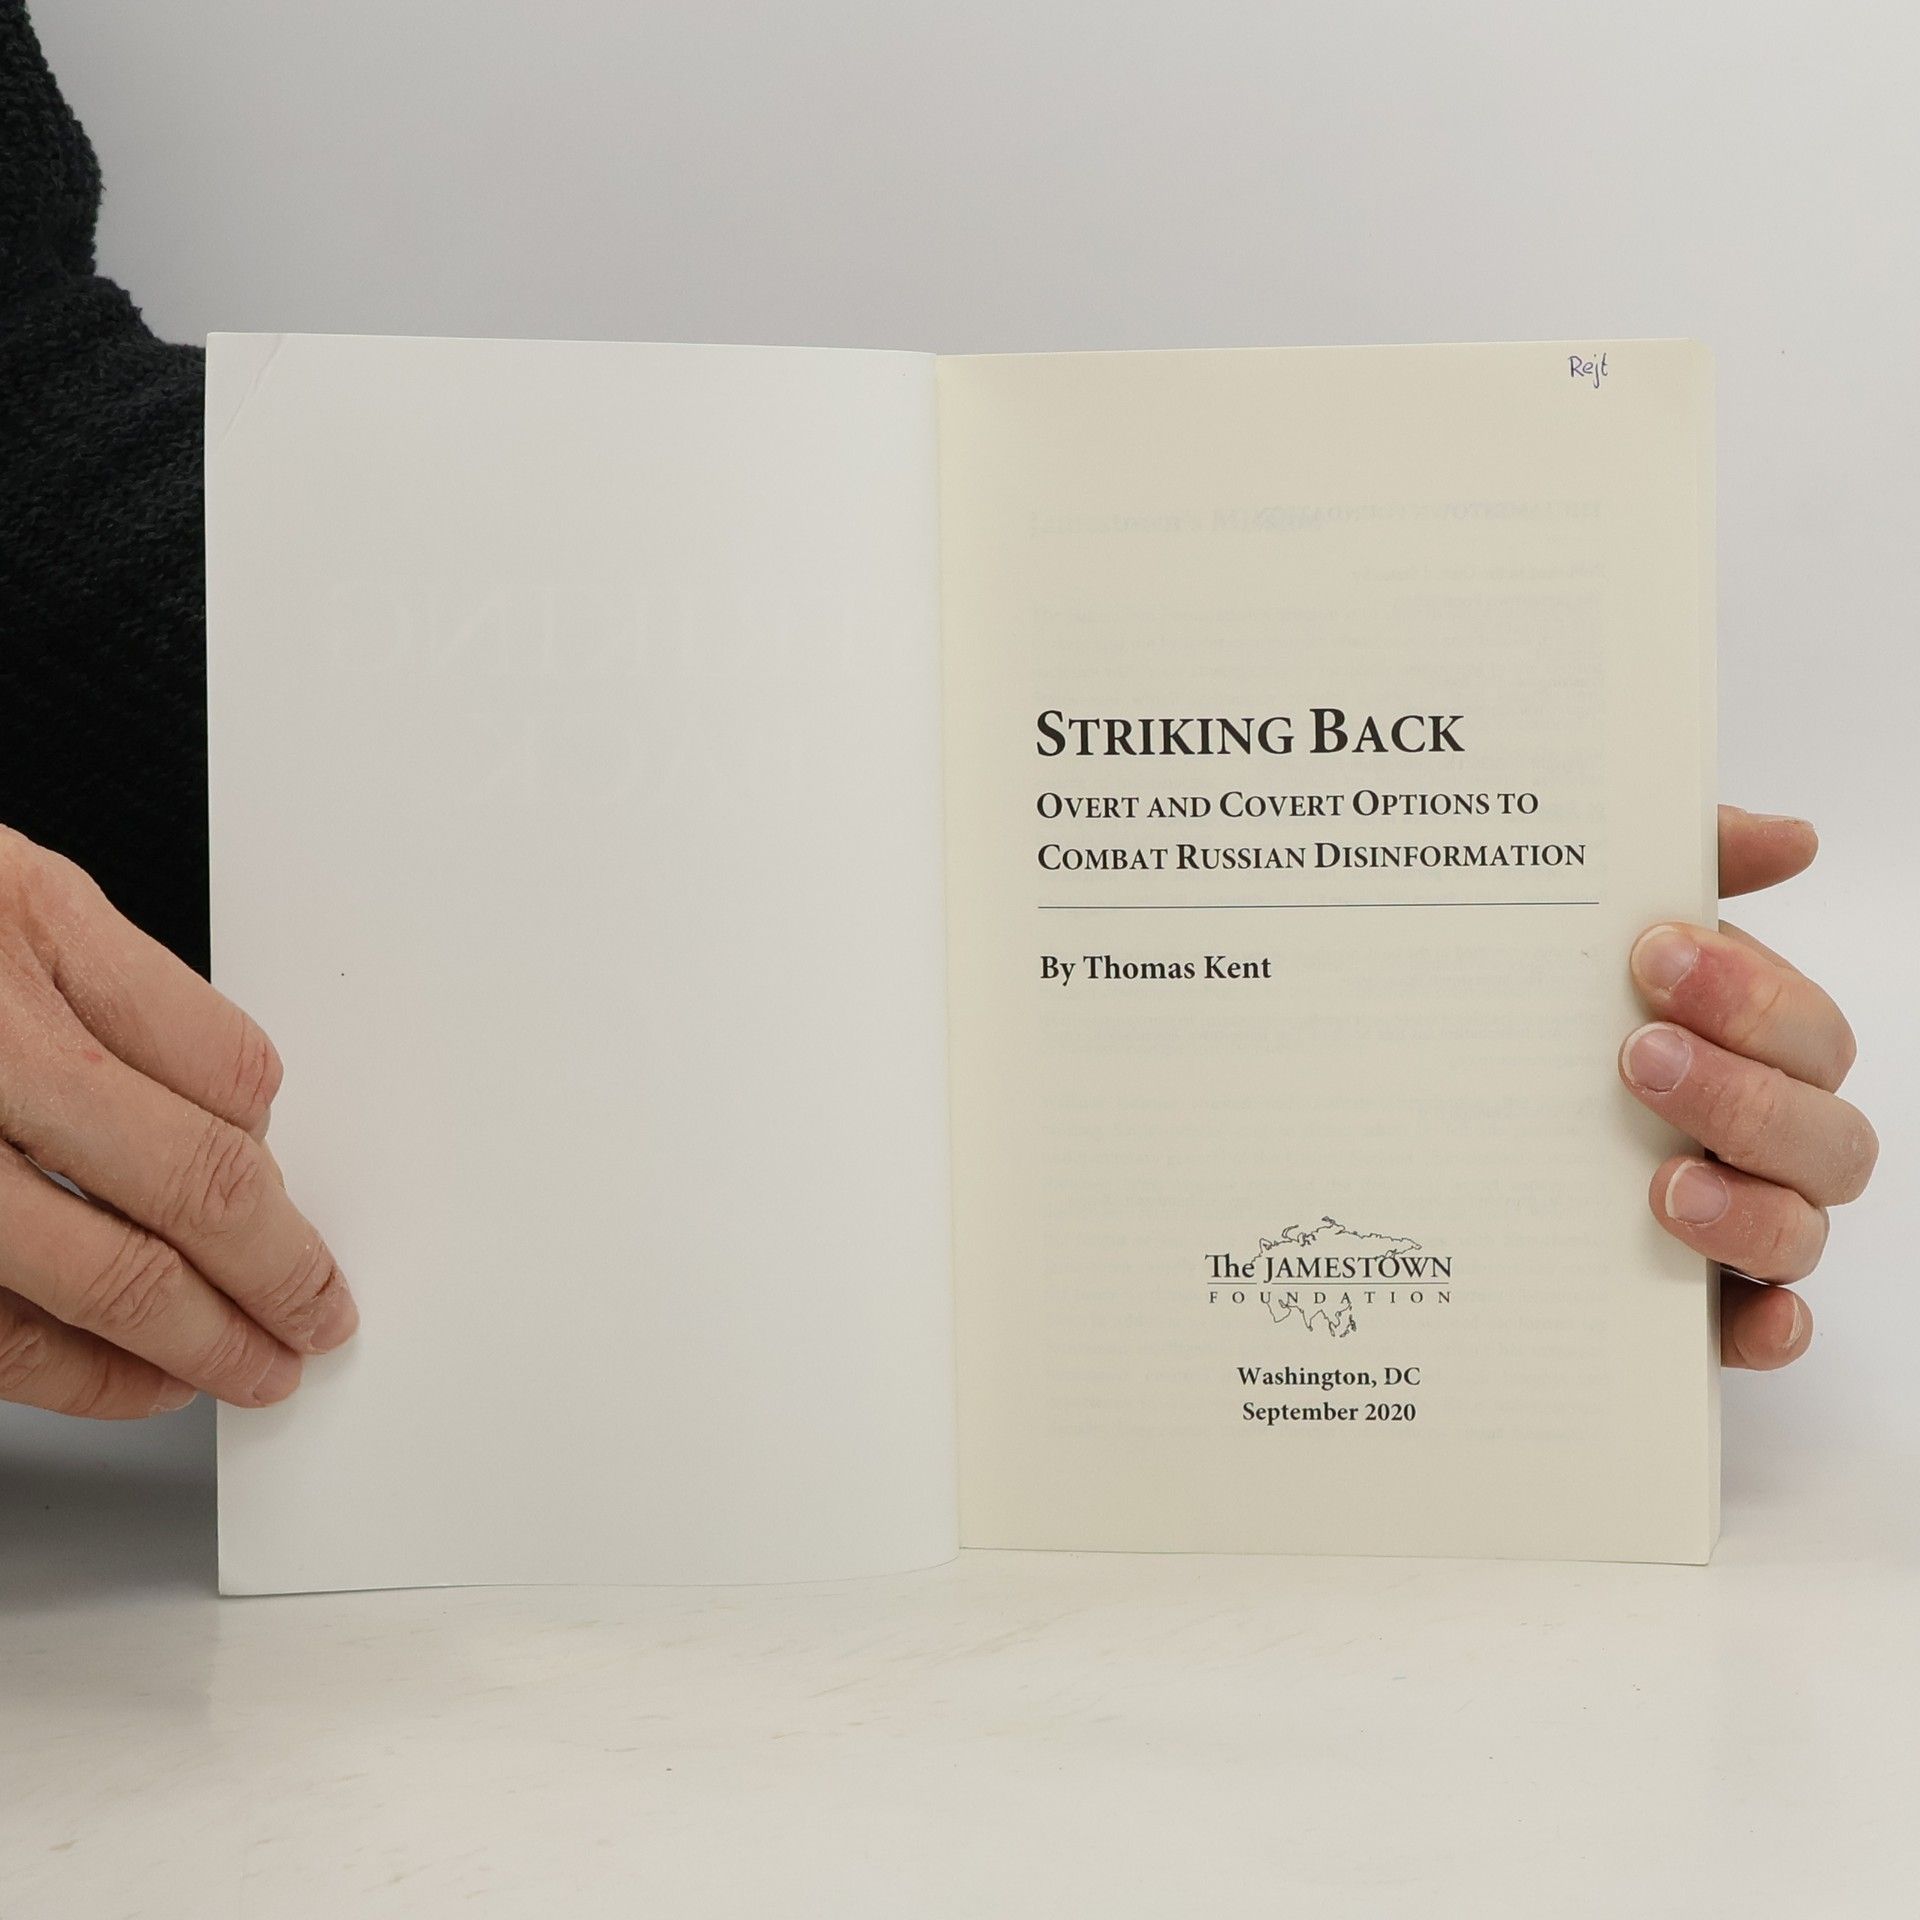 Rejt
STRIKING BACK
OVERT AND COVERT OPTIONS TO
COMBAT RUSSIAN DISINFORMATION
By Thomas Kent
The JAMESTOWN
FOUNDATION
Washington, DC
September 2020